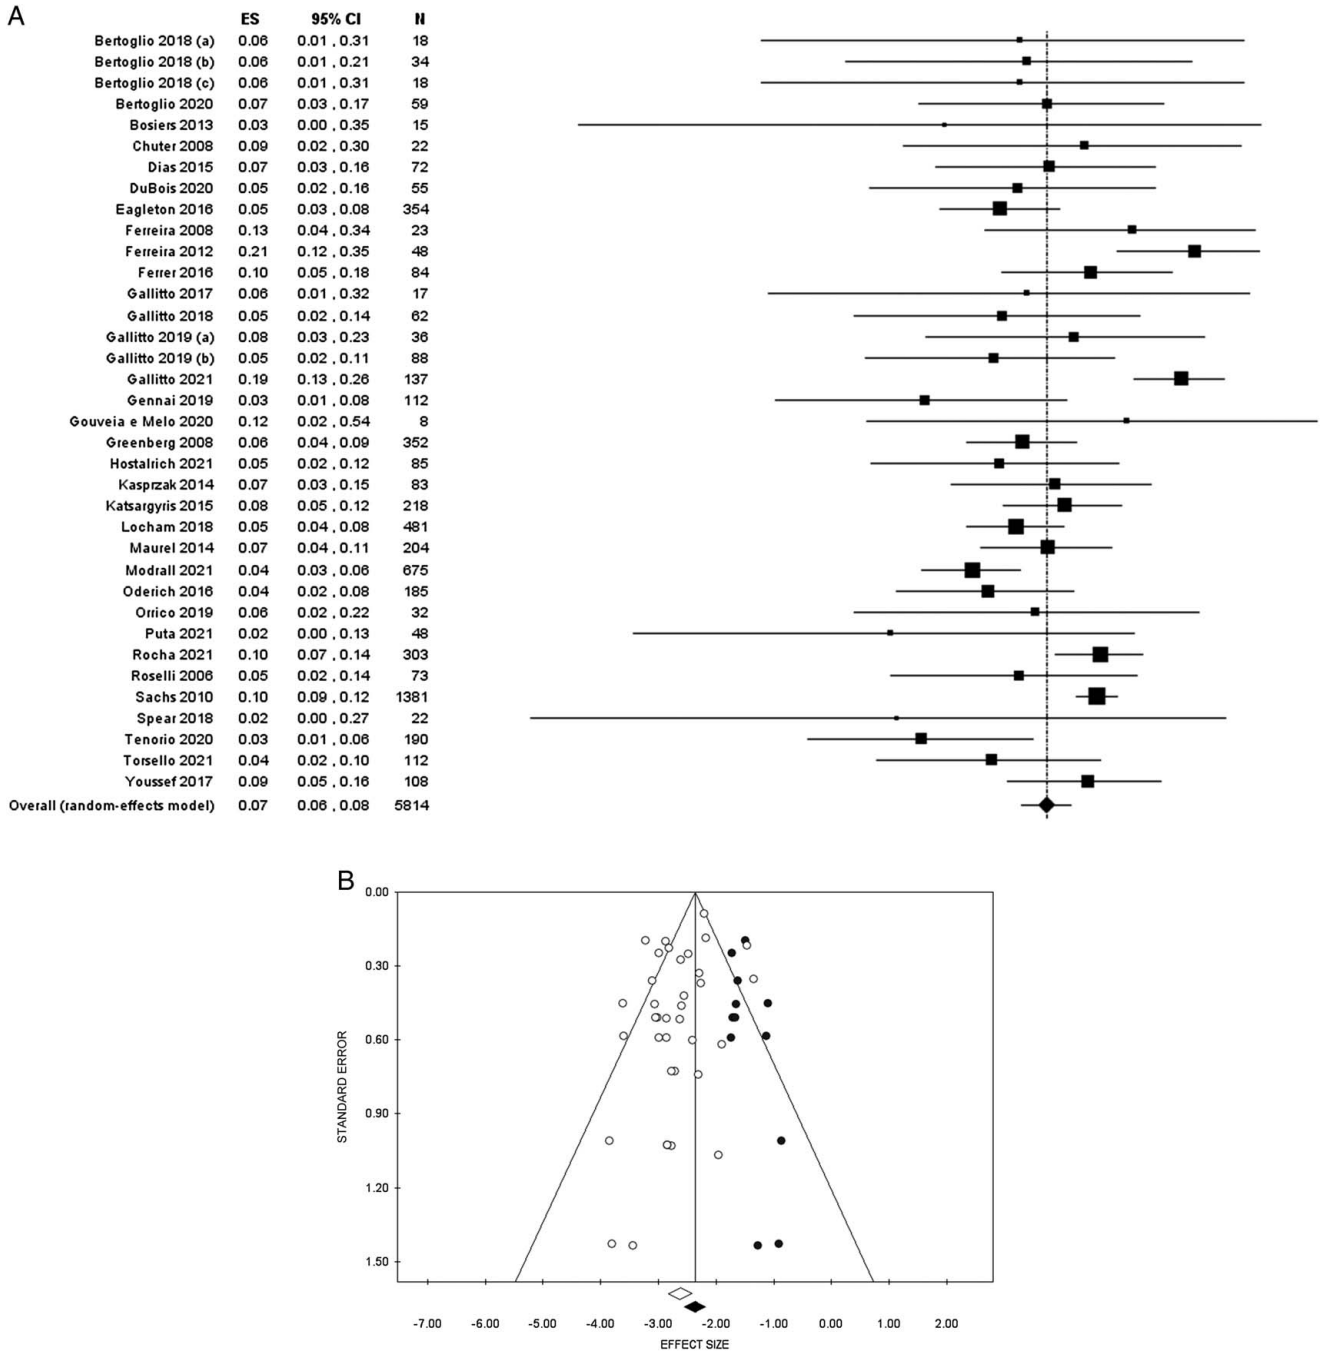 A
ES 95% CI N
Bertoglio 2018 (a) 0.06 0.01 , 0.31 18
Bertoglio 2018 (b) 0.06 0.01 , 0.21 34
Bertoglio 2018 (c) 0.06 0.01 , 0.31 18
Bertoglio 2020 0.07 0.03 , 0.17 59
Bosiers 2013 0.03 0.00 , 0.35 15
Chuter 2008 0.09 0.02 , 0.30 22
Dias 2015 0.07 0.03 , 0.16 72
DuBois 2020 0.05 0.02 , 0.16 55
Eagleton 2016 0.05 0.03 , 0.08 354
Ferreira 2008 0.13 0.04 , 0.34 23
Ferreira 2012 0.21 0.12 , 0.35 48
Ferrer 2016 0.10 0.05 , 0.18 84
Gallitto 2017 0.06 0.01 , 0.32 17
Gallitto 2018 0.05 0.02 , 0.14 62
Gallitto 2019 (a) 0.08 0.03 , 0.23 36
Gallitto 2019 (b) 0.05 0.02 , 0.11 88
Gallitto 2021 0.19 0.13 , 0.26 137
Gennai 2019 0.03 0.01 , 0.08 112
Gouveia e Melo 2020 0.12 0.02 , 0.54 8
Greenberg 2008 0.06 0.04 , 0.09 352
Hostalrich 2021 0.05 0.02 , 0.12 85
Kasprzak 2014 0.07 0.03 , 0.15 83
Katsargyris 2015 0.08 0.05 , 0.12 218
Locham 2018 0.05 0.04 , 0.08 481
Maurel 2014 0.07 0.04 , 0.11 204
Modrall 2021 0.04 0.03 , 0.06 675
Oderich 2016 0.04 0.02 , 0.08 185
Orrico 2019 0.06 0.02 , 0.22 32
Puta 2021 0.02 0.00 , 0.13 48
Rocha 2021 0.10 0.07 , 0.14 303
Roselli 2006 0.05 0.02 , 0.14 73
Sachs 2010 0.10 0.09 , 0.12 1381
Spear 2018 0.02 0.00 , 0.27 22
Tenorio 2020 0.03 0.01 , 0.06 190
Torsello 2021 0.04 0.02 , 0.10 112
Youssef 2017 0.09 0.05 , 0.16 108
Overall (random-effects model) 0.07 0.06 , 0.08 5814
B
STANDARD ERROR
0.00
0.30
0.60
0.90
1.20
1.50
-7.00 -6.00 -5.00 -4.00 -3.00 -2.00 -1.00 0.00 1.00 2.00
EFFECT SIZE